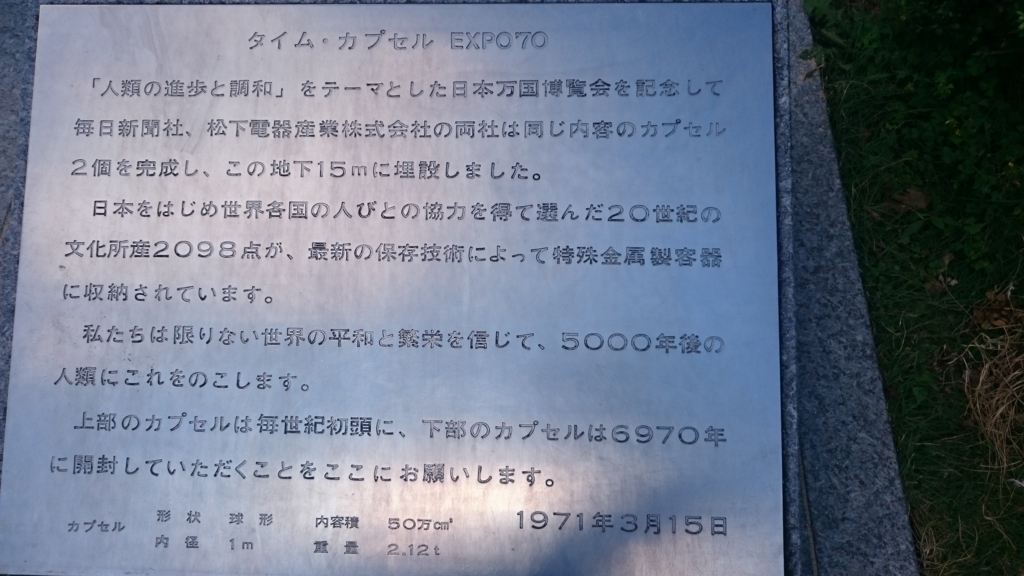 タイム・カプセル EXPO'70
「人類の進歩と調和」をテーマとした日本万国博覧会を記念して
毎日新聞社、松下電器産業株式会社の両社は同じ内容のカプセル
2個を完成し、この地下15mに埋設しました。
日本をはじめ世界各国の人びとの協力を得て選んだ20世紀の
文化所産2098点が、最新の保存技術によって特殊金属製容器
に収納されています。
私たちは限りない世界の平和と繁栄を信じて、5000年後の
人類にこれをのこします。
上部のカプセルは毎世紀初頭に、下部のカプセルは6970年
に開封していただくことをここにお願いします。
カプセル 形状 球形 内容積 50万cm³ 1971年3月15日
内径 1m 重量 2.12t